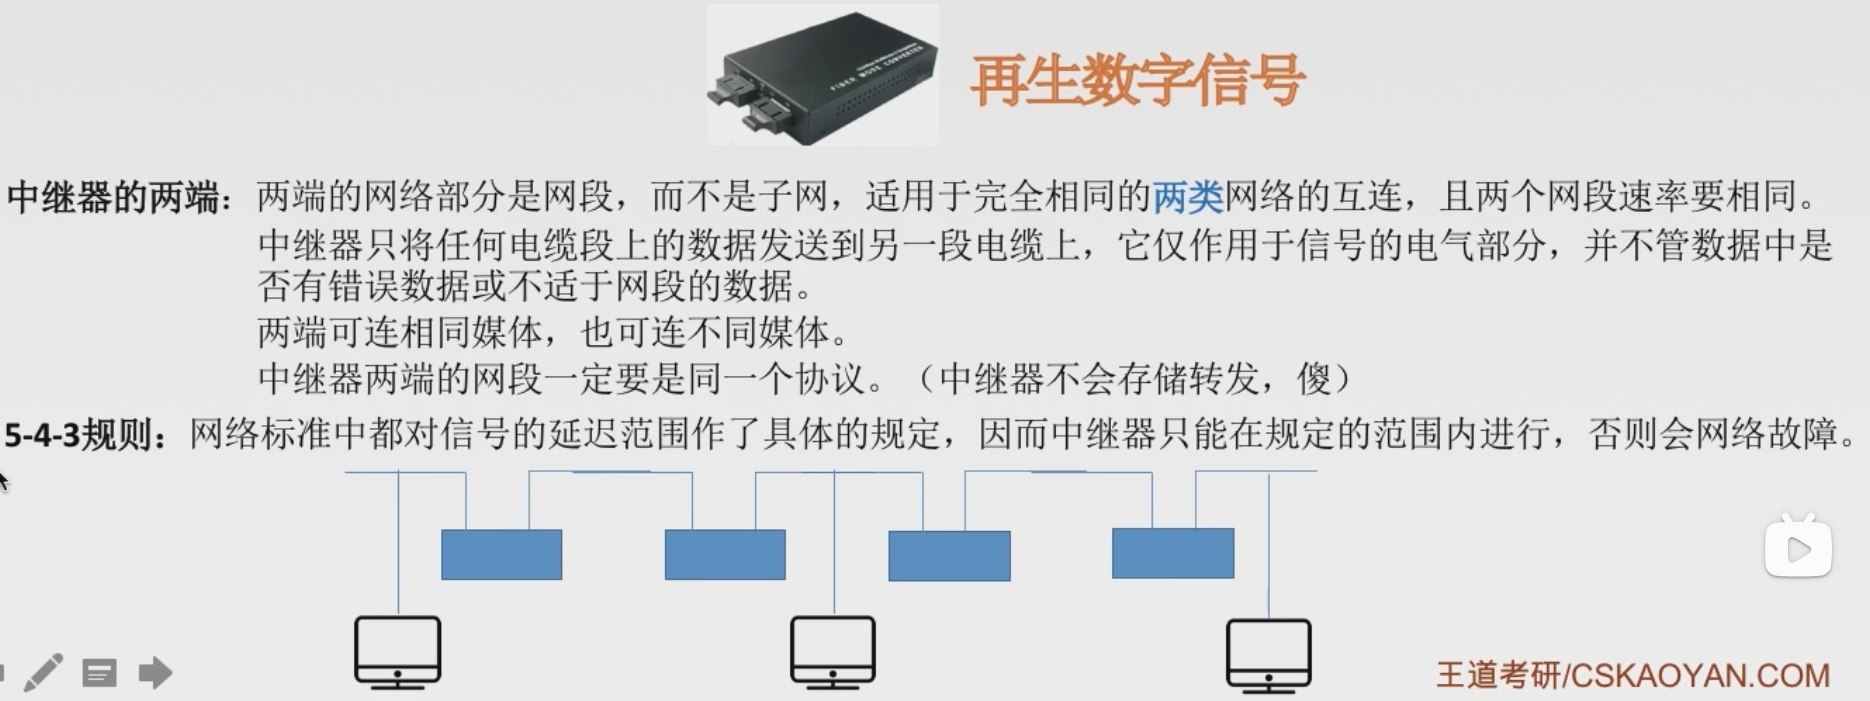 再生数字信号
FIBER MODE CONVERTER
中继器的两端：两端的网络部分是网段，而不是子网，适用于完全相同的两类网络的互连，且两个网段速率要相同。
中继器只将任何电缆段上的数据发送到另一段电缆上，它仅作用于信号的电气部分，并不管数据中是
否有错误数据或不适于网段的数据。
两端可连相同媒体，也可连不同媒体。
中继器两端的网段一定要是同一个协议。（中继器不会存储转发，傻）
5-4-3规则：网络标准中都对信号的延迟范围作了具体的规定，因而中继器只能在规定的范围内进行，否则会网络故障。
王道考研/CSKAOYAN.COM